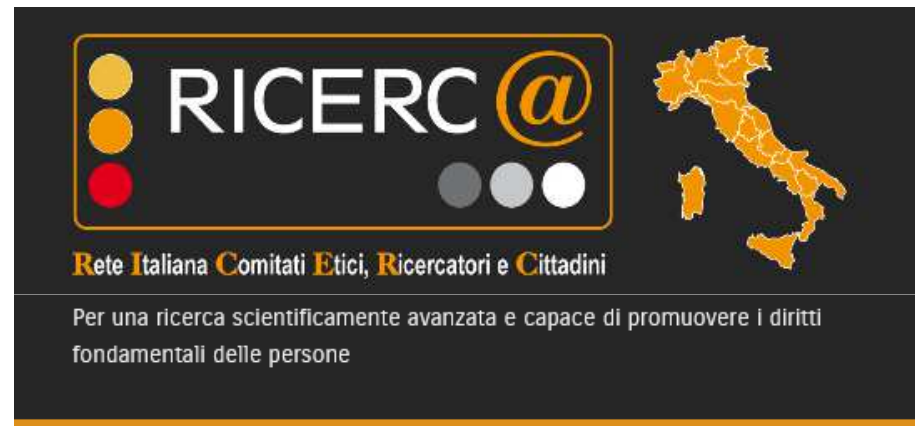 RICERC@
Rete Italiana Comitati Etici, Ricercatori e Cittadini
Per una ricerca scientificamente avanzata e capace di promuovere i diritti
fondamentali delle persone